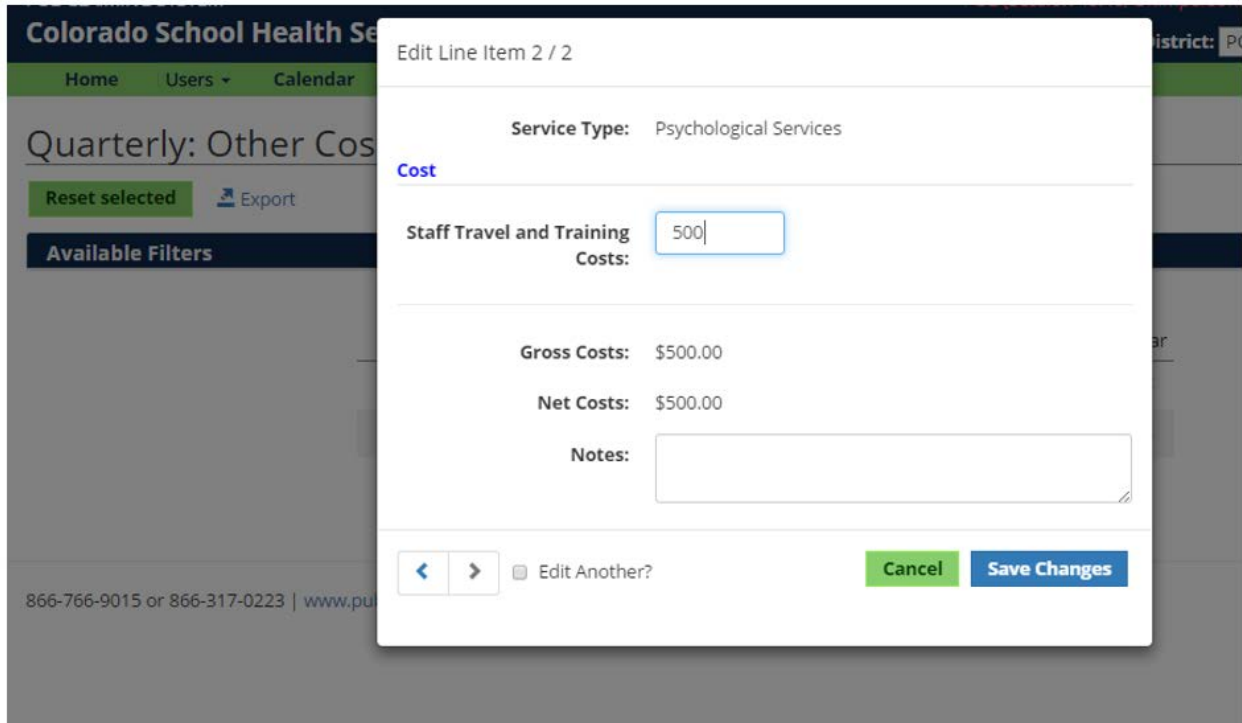 Colorado School Health Se
District: PC
Home Users Calendar
Quarterly: Other Cos
Reset selected Export
Available Filters
ar
866-766-9015 or 866-317-0223 | www.pu
Edit Line Item 2 / 2
Service Type: Psychological Services
Cost
Staff Travel and Training
Costs: 500
Gross Costs: $500.00
Net Costs: $500.00
Notes:
Edit Another? Cancel Save Changes